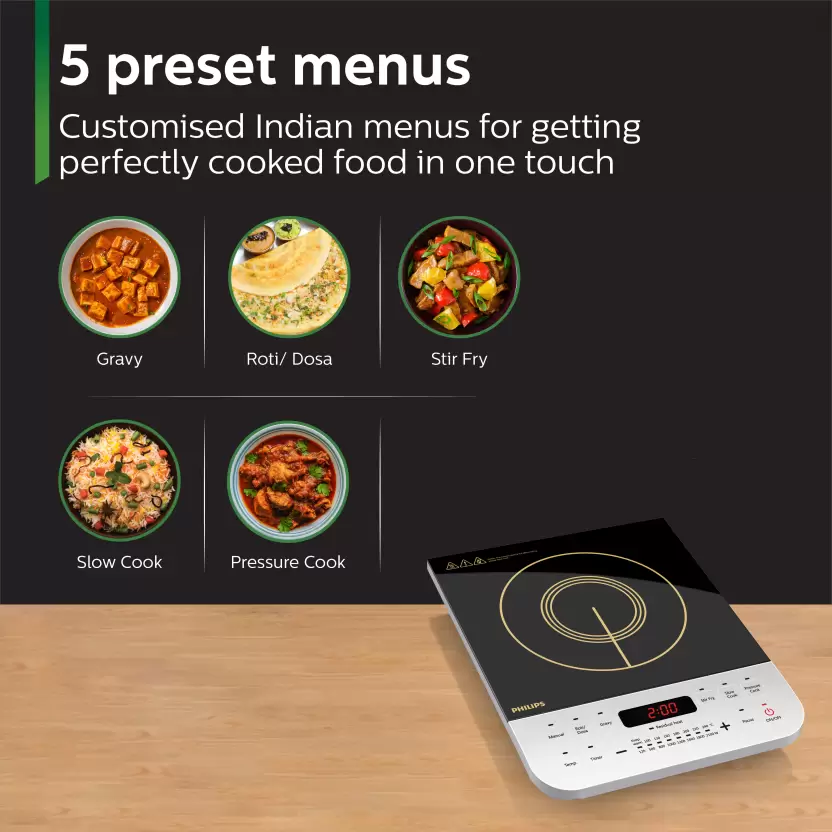 5 preset menus
Customised Indian menus for getting
perfectly cooked food in one touch
Gravy
Roti/ Dosa
Stir Fry
Slow Cook
Pressure Cook
PHILIPS
2:00
Residual heat
Manual
Roti/
Dosa
Gravy
Stir Fry
Slow
Cook
Pressure
Cook
Temp
Timer
−
+
Pause
ON/OFF